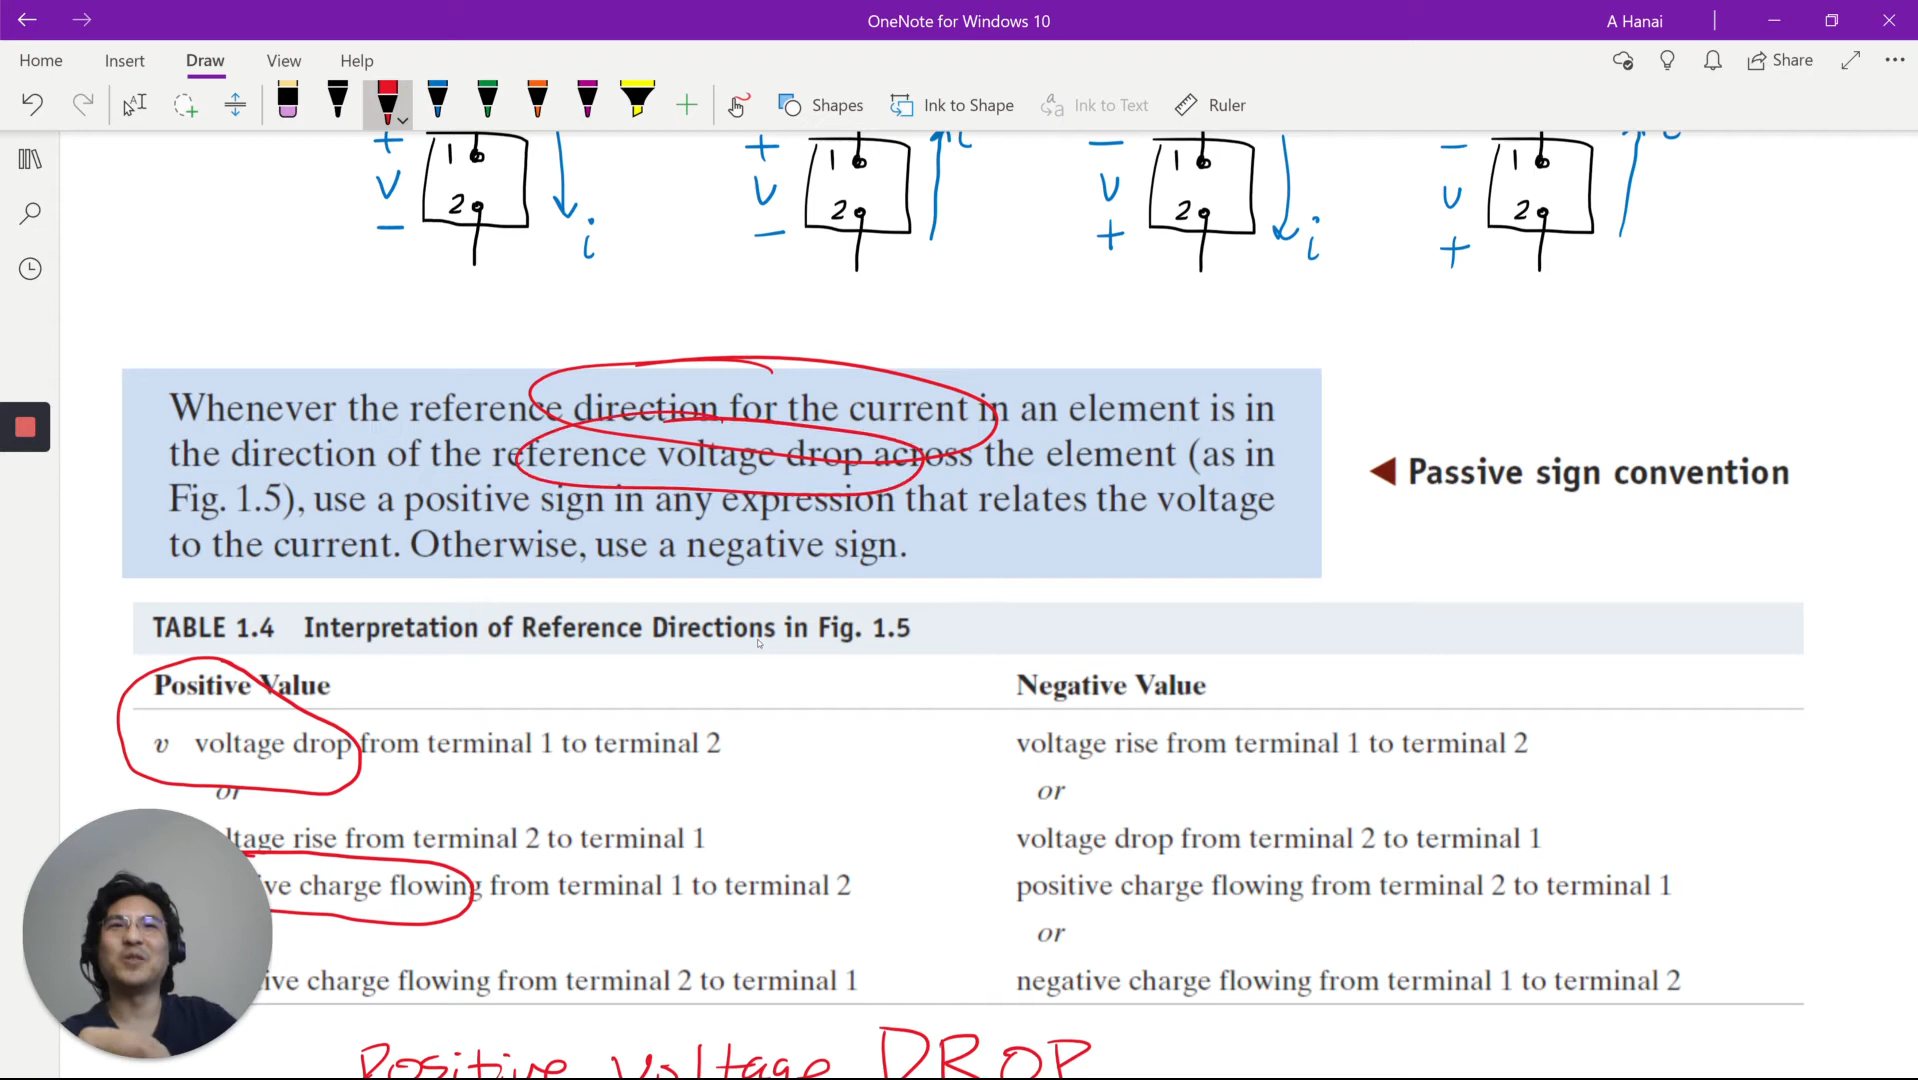 OneNote for Windows 10
A Hanai
Home Insert Draw View Help
Share
Shapes Ink to Shape Ink to Text Ruler
+ 1 + 1 − 1 − 1
v v v v
− 2 − 2 + 2 + 2
i i
Whenever the reference direction for the current in an element is in
the direction of the reference voltage drop across the element (as in
Fig. 1.5), use a positive sign in any expression that relates the voltage
to the current. Otherwise, use a negative sign.
◀ Passive sign convention
TABLE 1.4 Interpretation of Reference Directions in Fig. 1.5
Positive Value Negative Value
v voltage drop from terminal 1 to terminal 2 voltage rise from terminal 1 to terminal 2
or or
ltage rise from terminal 2 to terminal 1 voltage drop from terminal 2 to terminal 1
ive charge flowing from terminal 1 to terminal 2 positive charge flowing from terminal 2 to terminal 1
or
ive charge flowing from terminal 2 to terminal 1 negative charge flowing from terminal 1 to terminal 2
Positive voltage DROP